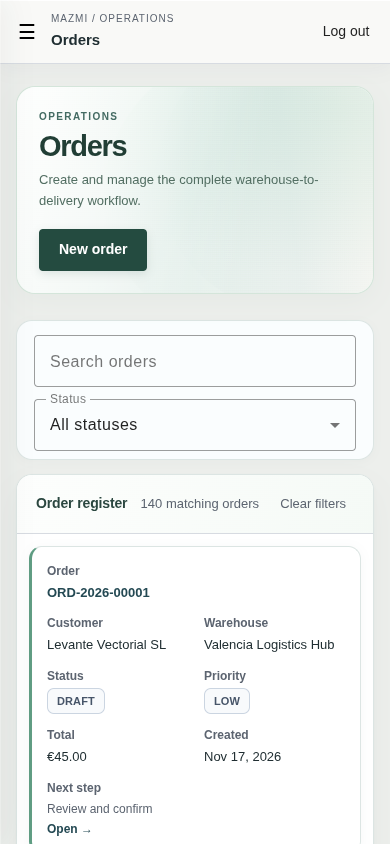 ☰
MAZMI / OPERATIONS
Orders
Log out
OPERATIONS
Orders
Create and manage the complete warehouse-to-
delivery workflow.
New order
Search orders
Status
All statuses
Order register
140 matching orders
Clear filters
Order
ORD-2026-00001
Customer
Warehouse
Levante Vectorial SL
Valencia Logistics Hub
Status
Priority
DRAFT
LOW
Total
Created
€45.00
Nov 17, 2026
Next step
Review and confirm
Open →